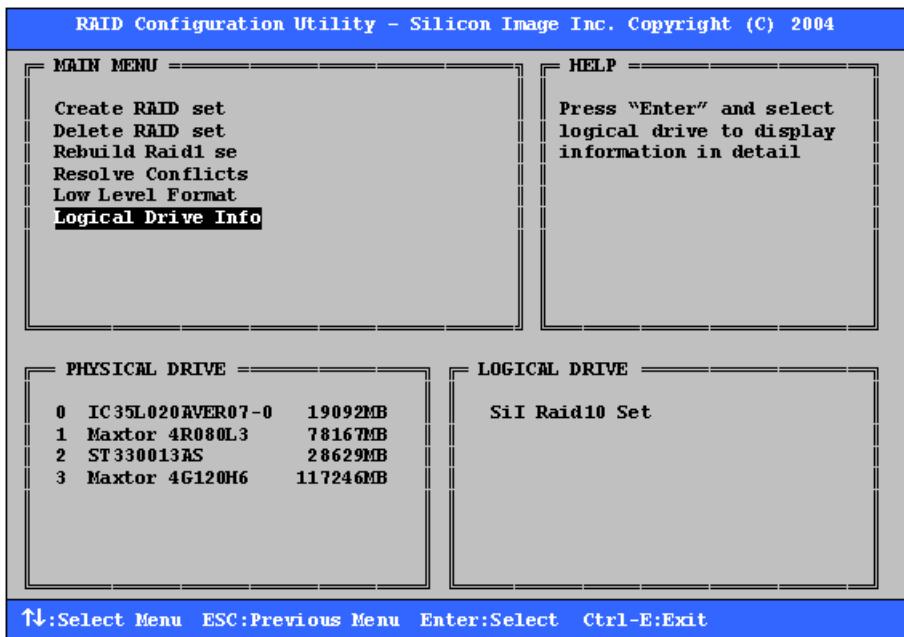 RAID Configuration Utility – Silicon Image Inc. Copyright (C) 2004
MAIN MENU
Create RAID set
Delete RAID set
Rebuild Raid1 se
Resolve Conflicts
Low Level Format
Logical Drive Info
HELP
Press “Enter” and select
logical drive to display
information in detail
PHYSICAL DRIVE
0 IC35L020AVER07-0 19092MB
1 Maxtor 4R080L3 78167MB
2 ST330013AS 28629MB
3 Maxtor 4G120H6 117246MB
LOGICAL DRIVE
SiI Raid10 Set
↑↓:Select Menu ESC:Previous Menu Enter:Select Ctrl-E:Exit